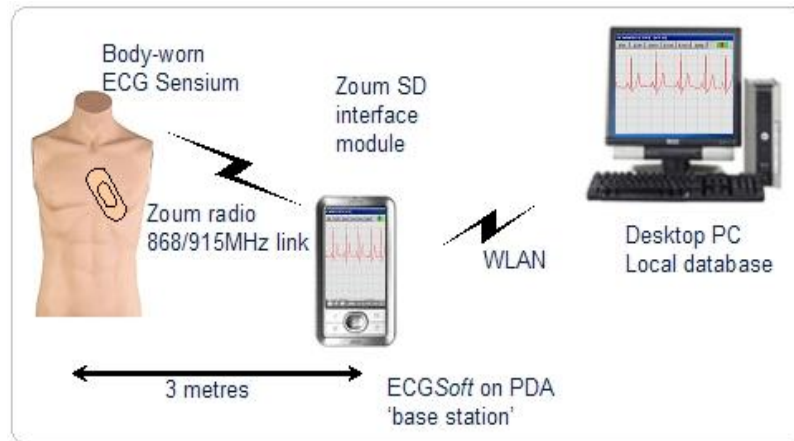 Body-worn
ECG Sensium
Zoum SD
interface
module
Zoum radio
868/915MHz link
WLAN
Desktop PC
Local database
3 metres
ECGSoft on PDA
'base station'